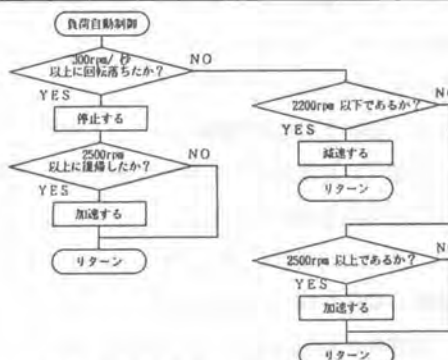 負荷自動制御
300rpm/ 秒
以上に回転落ちたか？
NO
YES
停止する
2500rpm
以上に復帰したか？
NO
YES
加速する
リターン
2200rpm 以下であるか？
NO
YES
減速する
リターン
2500rpm 以上であるか？
NO
YES
加速する
リターン